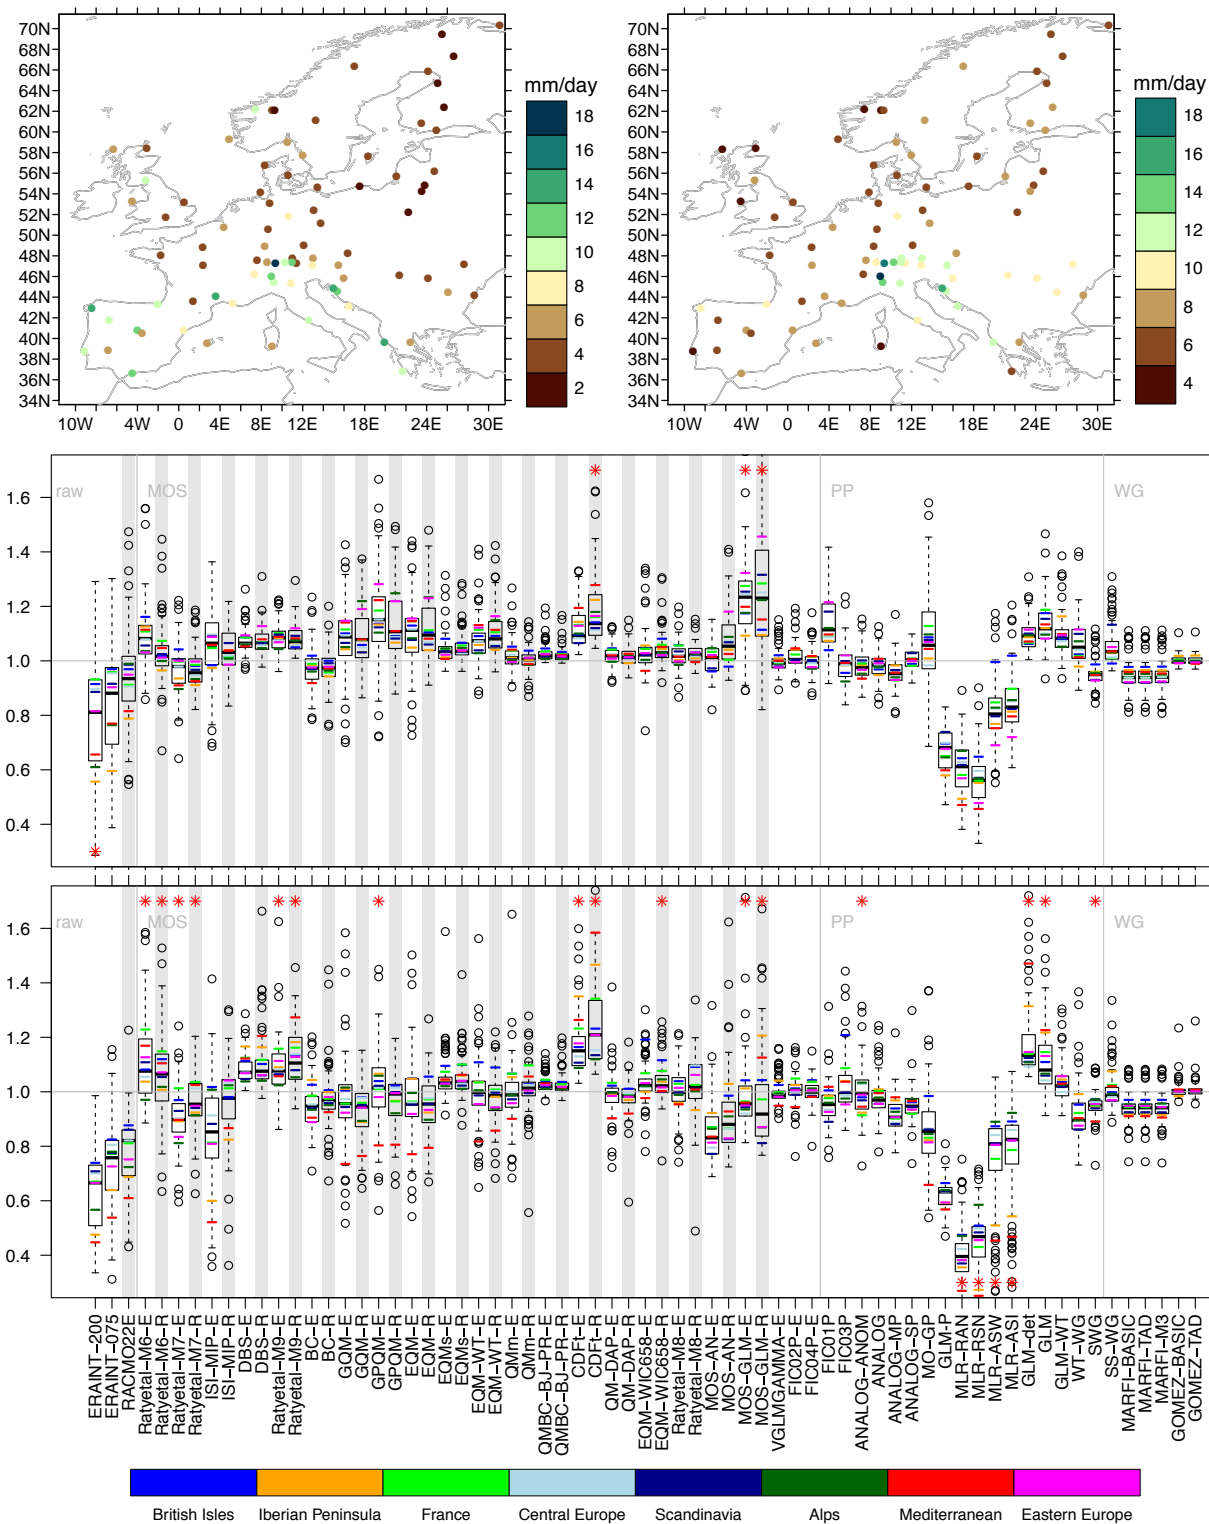 70N
68N
66N
64N
62N
60N
58N
56N
54N
52N
50N
48N
46N
44N
42N
40N
38N
36N
34N
10W 4W 0 4E 8E 12E 18E 24E 30E
mm/day
18
16
14
12
10
8
6
4
2
70N
68N
66N
64N
62N
60N
58N
56N
54N
52N
50N
48N
46N
44N
42N
40N
38N
36N
34N
10W 4W 0 4E 8E 12E 18E 24E 30E
mm/day
18
16
14
12
10
8
6
4
raw MOS PP WG
1.6
1.4
1.2
1.0
0.8
0.6
0.4
raw MOS PP WG
1.6
1.4
1.2
1.0
0.8
0.6
0.4
ERAINT-200
ERAINT-075
RACMO22E
Ratyetal-M6-E
Ratyetal-M6-R
Ratyetal-M7-E
Ratyetal-M7-R
ISI-MIP-E
ISI-MIP-R
DBS-E
DBS-R
Ratyetal-M9-E
Ratyetal-M9-R
BC-E
BC-R
GQM-E
GQM-R
GPQM-E
GPQM-R
EQM-E
EQM-R
EQMs-E
EQMs-R
EQM-WT-E
EQM-WT-R
QMm-E
QMm-R
QMBC-BJ-PR-E
QMBC-BJ-PR-R
CDFt-E
CDFt-R
QM-DAP-E
QM-DAP-R
EQM-WIC658-E
EQM-WIC658-R
Ratyetal-M8-E
Ratyetal-M8-R
MOS-AN-E
MOS-AN-R
MOS-GLM-E
MOS-GLM-R
VGLMGAMMA-E
FIC02P-E
FIC04P-E
FIC01P
FIC03P
ANALOG-ANOM
ANALOG
ANALOG-MP
ANALOG-SP
MO-GP
GLM-P
MLR-RAN
MLR-RSN
MLR-ASW
MLR-ASI
GLM-det
GLM
GLM-WT
WT-WG
SWG
SS-WG
MARFI-BASIC
MARFI-TAD
MARFI-M3
GOMEZ-BASIC
GOMEZ-TAD
British Isles Iberian Peninsula France Central Europe Scandinavia Alps Mediterranean Eastern Europe